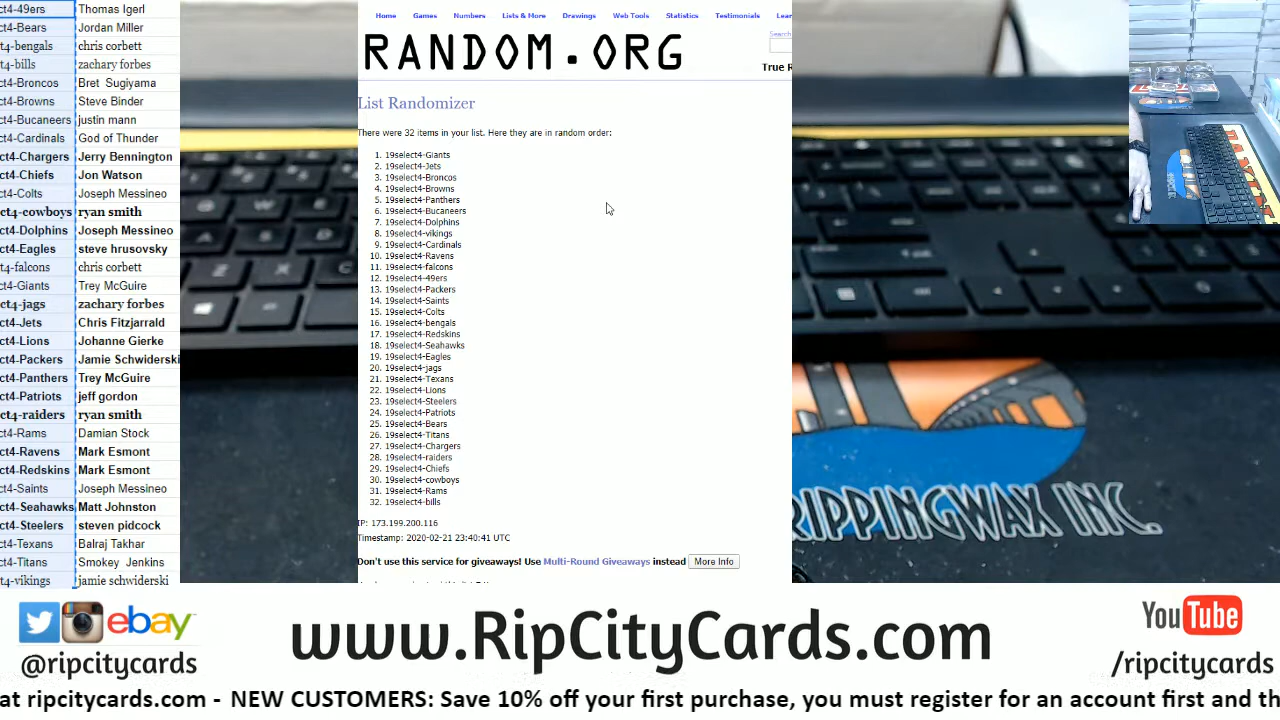 ct4-49ers Thomas Igerl
ct4-Bears Jordan Miller
t4-bengals chris corbett
t4-bills zachary forbes
ct4-Broncos Bret Sugiyama
ct4-Browns Steve Binder
ct4-Bucaneers justin mann
ct4-Cardinals God of Thunder
ct4-Chargers Jerry Bennington
ct4-Chiefs Jon Watson
ct4-Colts Joseph Messineo
ct4-cowboys ryan smith
ct4-Dolphins Joseph Messineo
ct4-Eagles steve hrusovsky
t4-falcons chris corbett
ct4-Giants Trey McGuire
ct4-jags zachary forbes
ct4-Jets Chris Fitzjarrald
ct4-Lions Johanne Gierke
ct4-Packers Jamie Schwiderski
ct4-Panthers Trey McGuire
ct4-Patriots jeff gordon
ct4-raiders ryan smith
ct4-Rams Damian Stock
ct4-Ravens Mark Esmont
ct4-Redskins Mark Esmont
ct4-Saints Joseph Messineo
ct4-Seahawks Matt Johnston
ct4-Steelers steven pidcock
ct4-Texans Balraj Takhar
ct4-Titans Smokey Jenkins
t4-vikings jamie schwiderski
Home Games Numbers Lists & More Drawings Web Tools Statistics Testimonials Lear
Search
RANDOM.ORG
True R
List Randomizer
There were 32 items in your list. Here they are in random order:
1. 19select4-Giants
2. 19select4-Jets
3. 19select4-Broncos
4. 19select4-Browns
5. 19select4-Panthers
6. 19select4-Bucaneers
7. 19select4-Dolphins
8. 19select4-vikings
9. 19select4-Cardinals
10. 19select4-Ravens
11. 19select4-falcons
12. 19select4-49ers
13. 19select4-Packers
14. 19select4-Saints
15. 19select4-Colts
16. 19select4-bengals
17. 19select4-Redskins
18. 19select4-Seahawks
19. 19select4-Eagles
20. 19select4-jags
21. 19select4-Texans
22. 19select4-Lions
23. 19select4-Steelers
24. 19select4-Patriots
25. 19select4-Bears
26. 19select4-Titans
27. 19select4-Chargers
28. 19select4-raiders
29. 19select4-Chiefs
30. 19select4-cowboys
31. 19select4-Rams
32. 19select4-bills
IP: 173.199.200.116
Timestamp: 2020-02-21 23:40:41 UTC
Don't use this service for giveaways! Use Multi-Round Giveaways instead More Info
RIPPINGWAX INC.
ebay
@ripcitycards
www.RipCityCards.com
YouTube
/ripcitycards
at ripcitycards.com - NEW CUSTOMERS: Save 10% off your first purchase, you must register for an account first and th